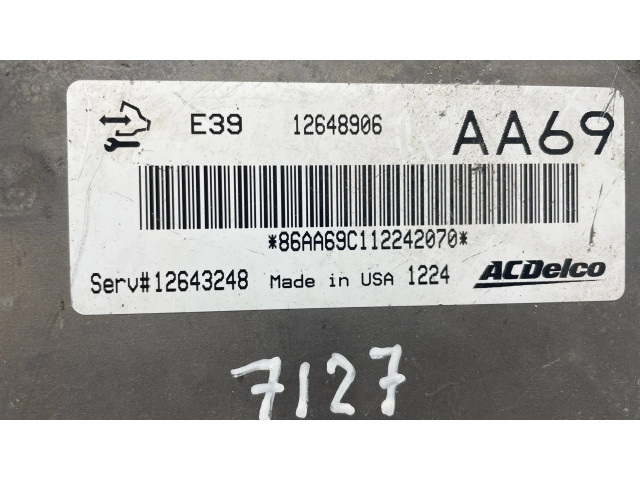 E39 12648906 AA69
*86AA69C112242070*
Serv#12643248 Made in USA 1224 ACDelco
7127